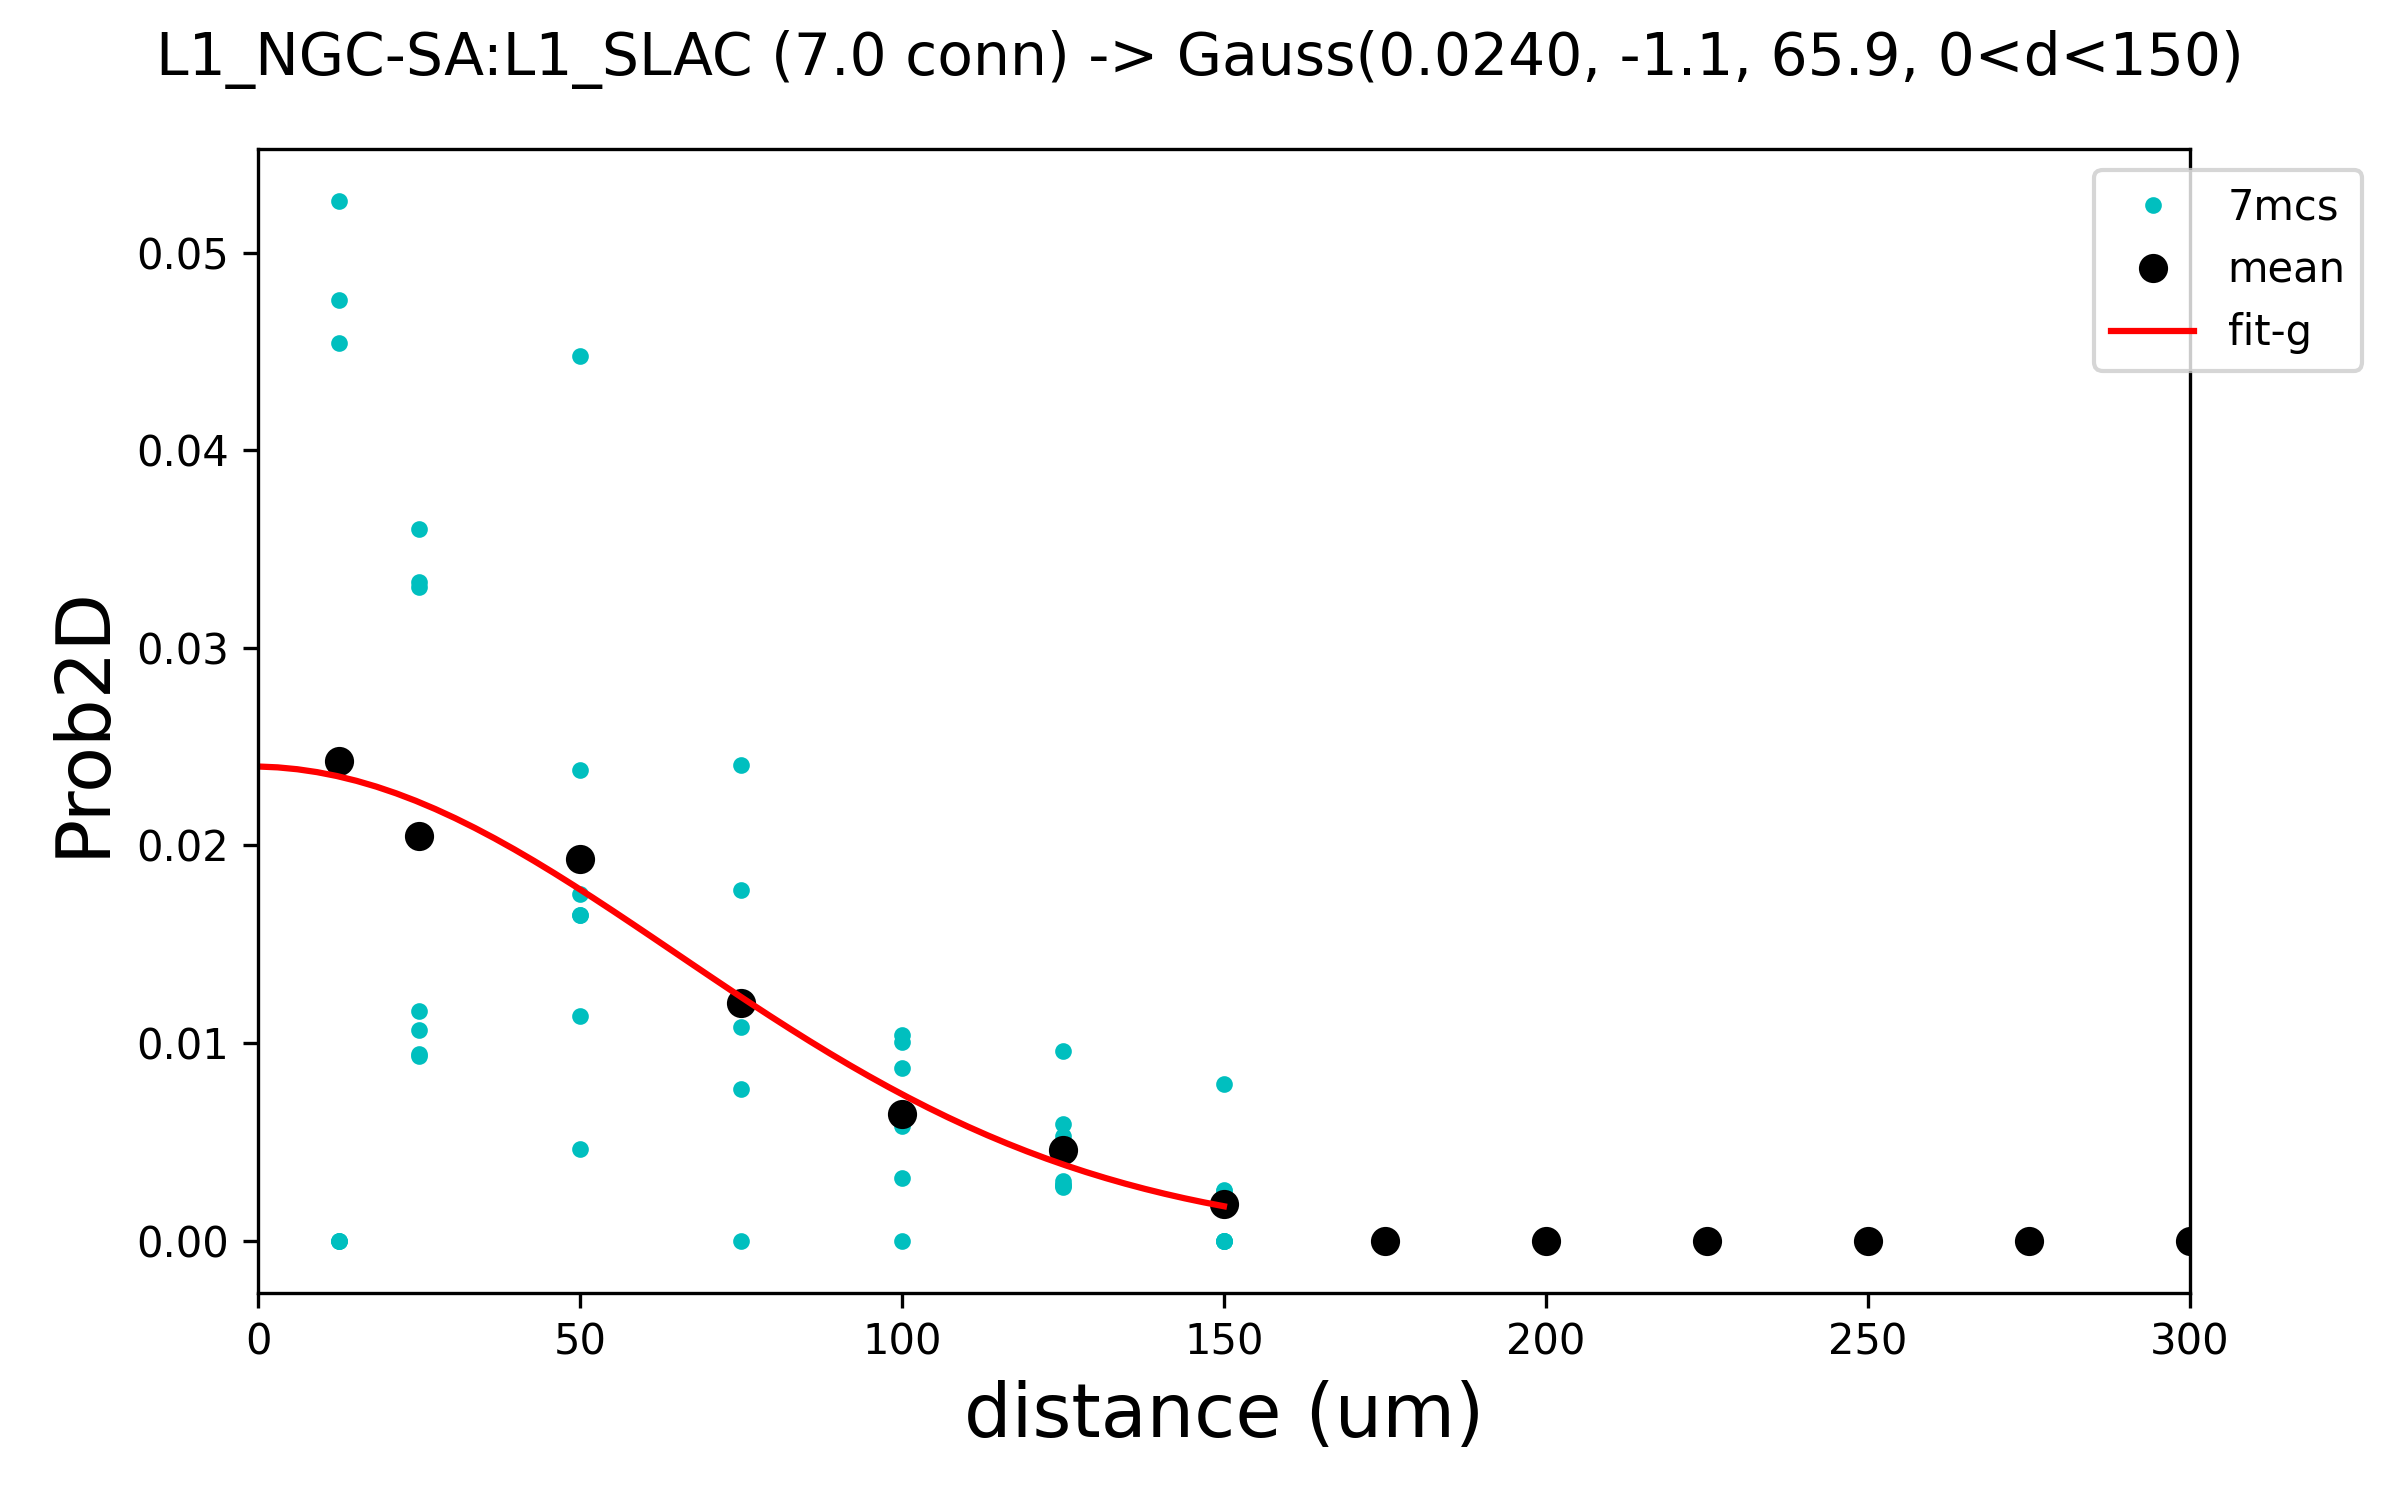 L1_NGC-SA:L1_SLAC (7.0 conn) -> Gauss(0.0240, -1.1, 65.9, 0<d<150)
7mcs
mean
fit-g
Prob2D
0.05
0.04
0.03
0.02
0.01
0.00
0 50 100 150 200 250 300
distance (um)